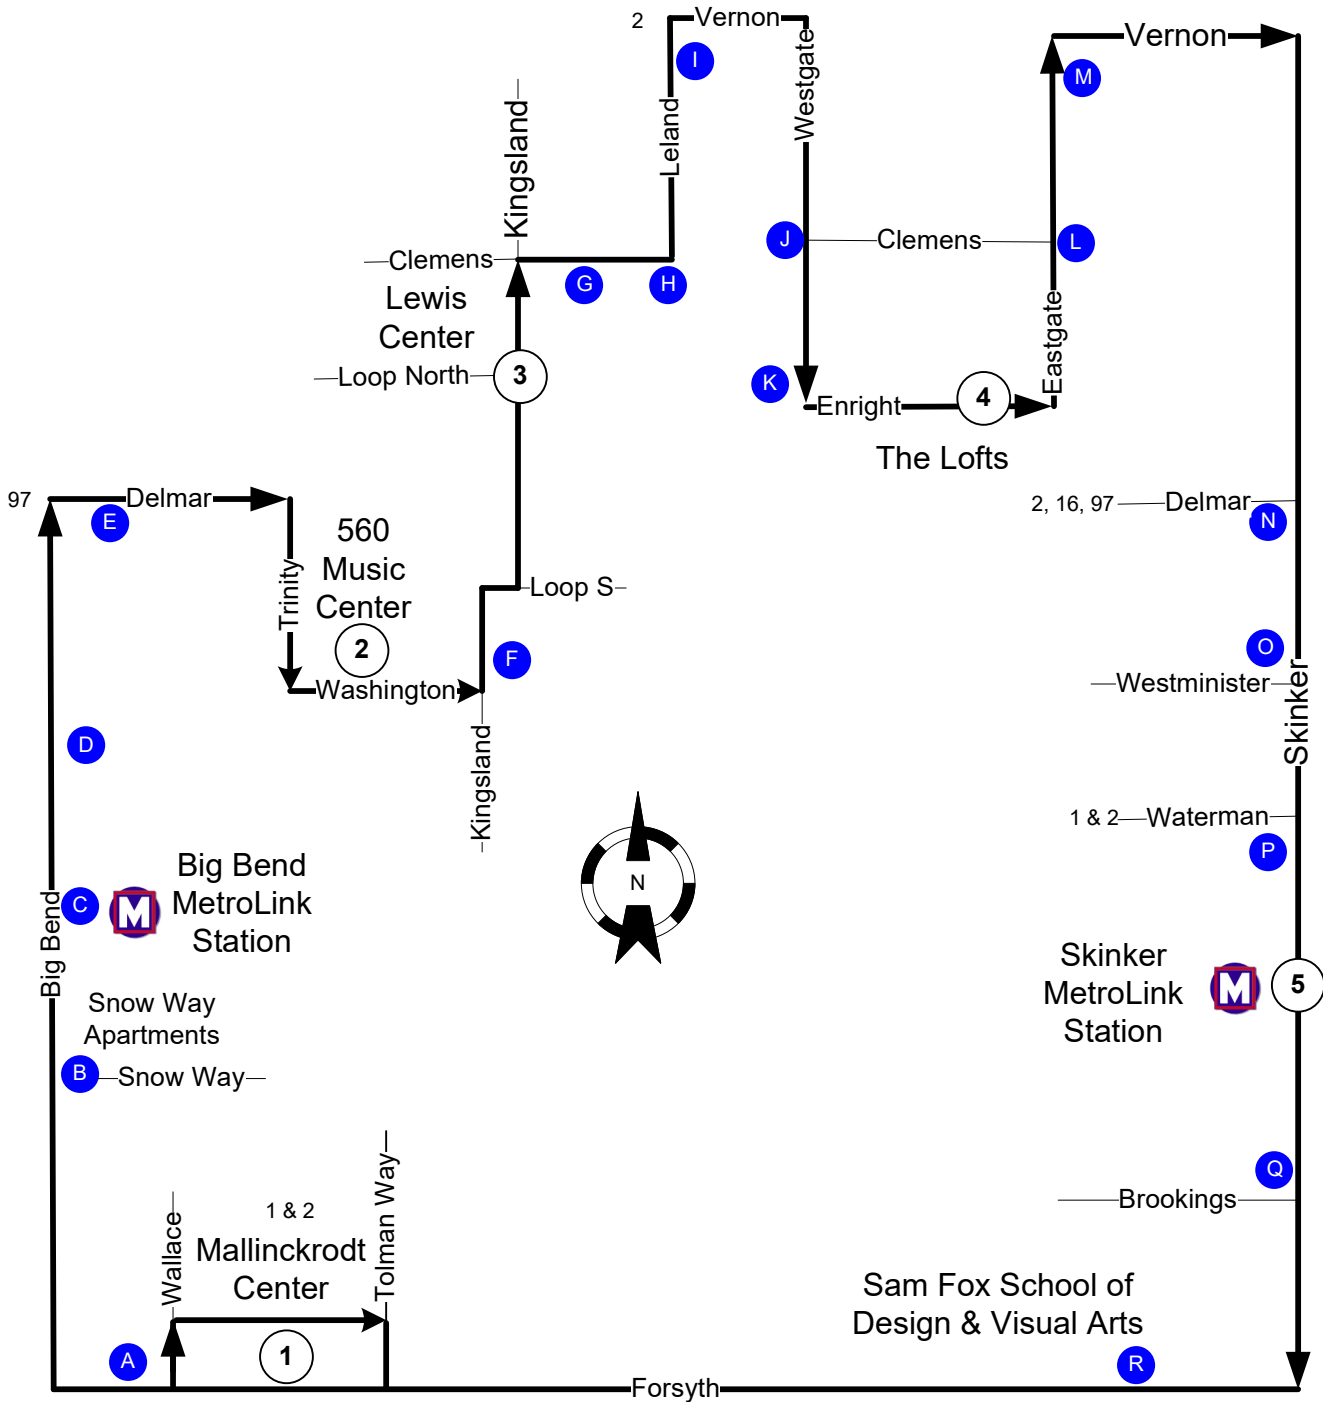 2
Vernon
Vernon
I
M
Westgate
Leland
Kingsland
J
Clemens
L
Clemens
G
H
Lewis
Center
Eastgate
Loop North
3
K
Enright
4
The Lofts
97
Delmar
E
2, 16, 97
Delmar
N
560
Music
Center
Trinity
Loop S
2
F
Washington
O
Westminister
Skinker
D
Kingsland
1 & 2
Waterman
P
Big Bend
MetroLink
Station
C
M
Big Bend
N
Skinker
MetroLink
Station
M
5
Snow Way
Apartments
B
Snow Way
Q
Brookings
Wallace
Tolman Way
1 & 2
Mallinckrodt
Center
Sam Fox School of
Design & Visual Arts
A
1
R
Forsyth